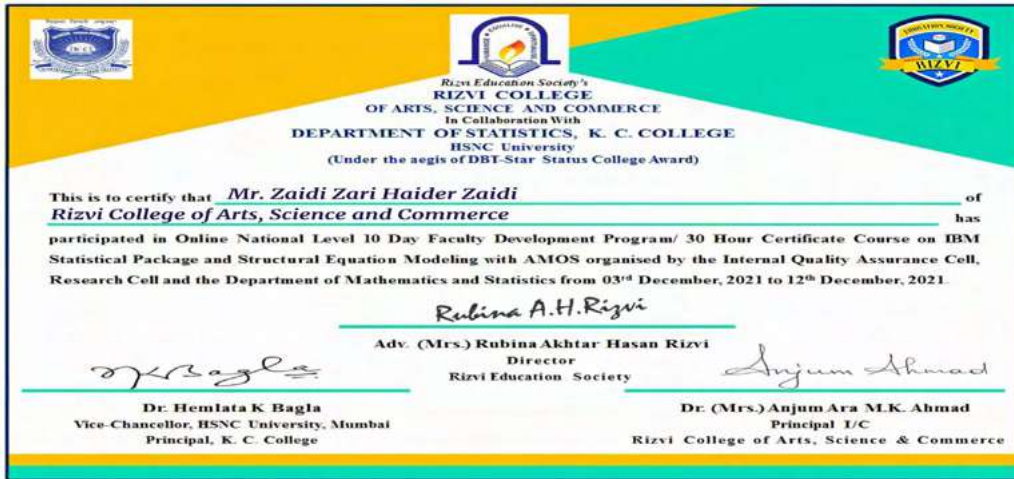 EDUCATION SOCIETY
RIZVI
K C
Rizvi Education Society's
RIZVI COLLEGE
OF ARTS, SCIENCE AND COMMERCE
In Collaboration With
DEPARTMENT OF STATISTICS, K. C. COLLEGE
HSNC University
(Under the aegis of DBT-Star Status College Award)
This is to certify that Mr. Zaidi Zari Haider Zaidi of
Rizvi College of Arts, Science and Commerce has
participated in Online National Level 10 Day Faculty Development Program/ 30 Hour Certificate Course on IBM
Statistical Package and Structural Equation Modeling with AMOS organised by the Internal Quality Assurance Cell,
Research Cell and the Department of Mathematics and Statistics from 03rd December, 2021 to 12th December, 2021.
Rubina A.H.Rizvi
Adv. (Mrs.) Rubina Akhtar Hasan Rizvi
Director
Rizvi Education Society
Bagla
Dr. Hemlata K Bagla
Vice-Chancellor, HSNC University, Mumbai
Principal, K. C. College
Anjum Ahmad
Dr. (Mrs.) Anjum Ara M.K. Ahmad
Principal I/C
Rizvi College of Arts, Science & Commerce